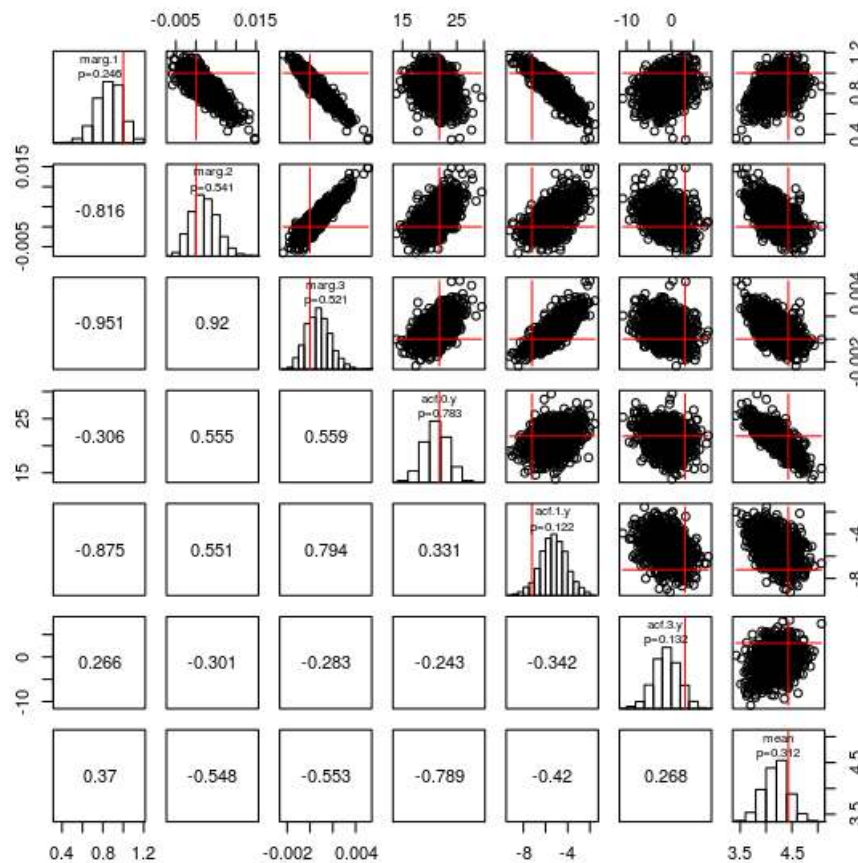 -0.005 0.015 15 25 -10 0
marg.1
p=0.246
0.4 0.8 1.2
marg.2
p=0.541
-0.816
-0.005 0.015
marg.3
p=0.521
-0.951 0.92
-0.002 0.004
acf.0.y
p=0.783
-0.306 0.555 0.559
15 25
acf.1.y
p=0.122
-0.875 0.551 0.794 0.331
-8 -4
acf.3.y
p=0.132
0.266 -0.301 -0.283 -0.243 -0.342
-10 0
mean
p=0.312
0.37 -0.548 -0.553 -0.789 -0.42 0.268
3.5 4.5
0.4 0.8 1.2 -0.002 0.004 -8 -4 3.5 4.5